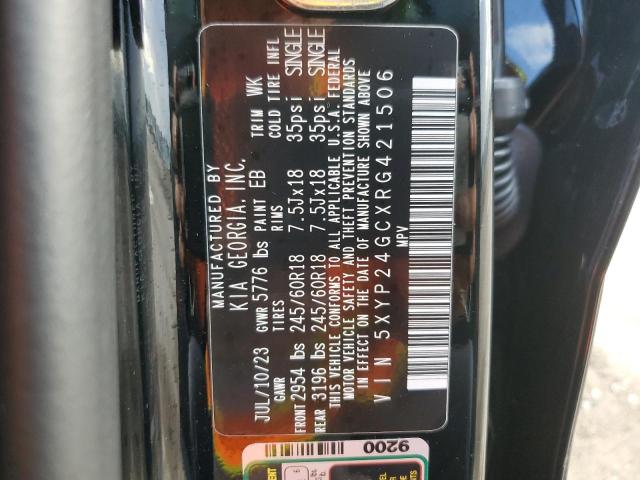 MANUFACTURED BY
KIA GEORGIA, INC.
JUL/10/23 GVWR 5776 lbs PAINT EB TRIM WK
GAWR TIRES RIMS COLD TIRE INFL
FRONT 2954 lbs 245/60R18 7.5Jx18 35psi SINGLE
REAR 3196 lbs 245/60R18 7.5Jx18 35psi SINGLE
THIS VEHICLE CONFORMS TO ALL APPLICABLE U.S.A. FEDERAL
MOTOR VEHICLE SAFETY AND THEFT PREVENTION STANDARDS
IN EFFECT ON THE DATE OF MANUFACTURE SHOWN ABOVE
VIN 5XYP24GCXRG421506
MPV
9200